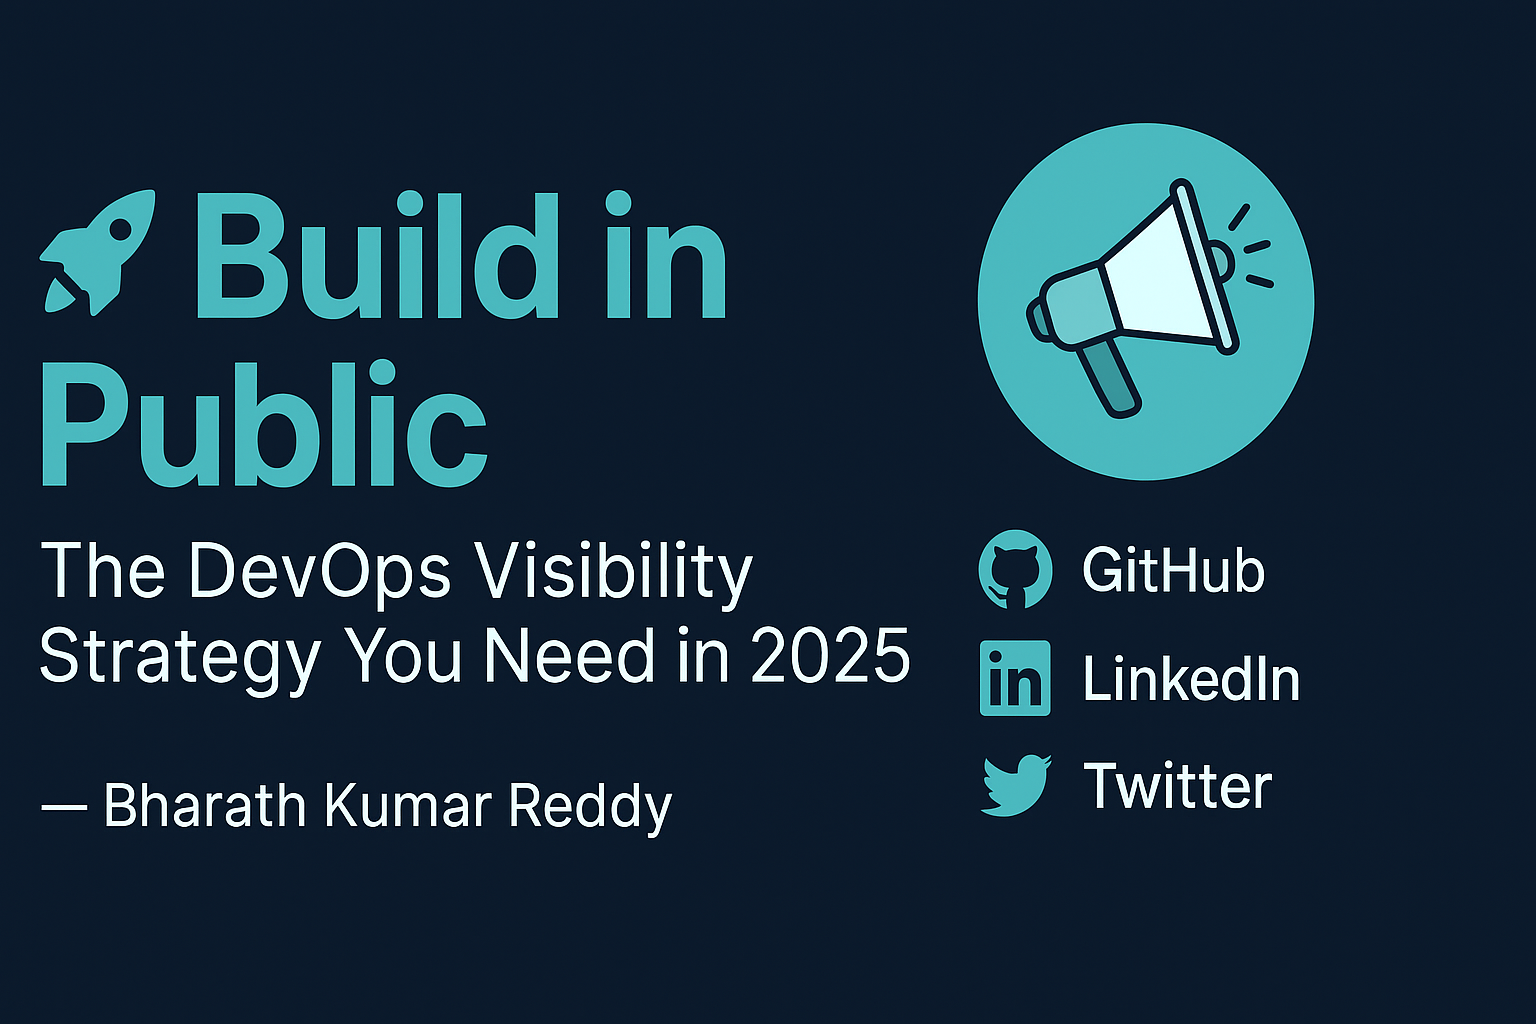 Build in
Public
The DevOps Visibility
Strategy You Need in 2025
— Bharath Kumar Reddy
GitHub
LinkedIn
Twitter